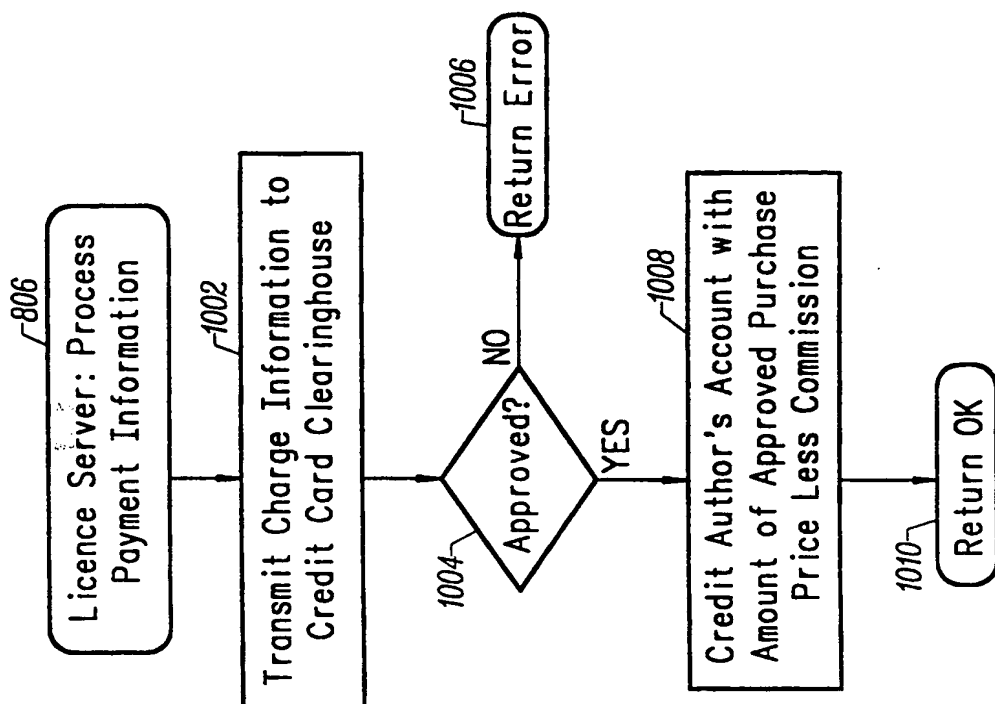 806
Licence Server: Process
Payment Information
1002
Transmit Charge Information to
Credit Card Clearinghouse
1004
Approved?
NO
1006
Return Error
YES
1008
Credit Author's Account with
Amount of Approved Purchase
Price Less Commission
1010
Return OK